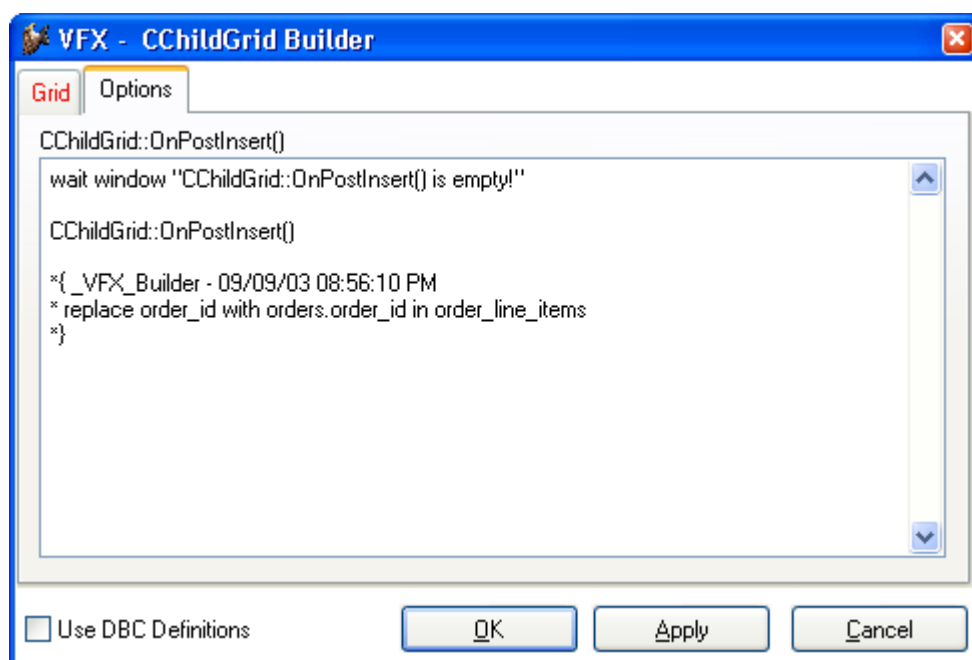 VFX - CChildGrid Builder
Grid Options
CChildGrid::OnPostInsert()
wait window "CChildGrid::OnPostInsert() is empty!"
CChildGrid::OnPostInsert()
*{ _VFX_Builder - 09/09/03 08:56:10 PM
* replace order_id with orders.order_id in order_line_items
*}
Use DBC Definitions OK Apply Cancel